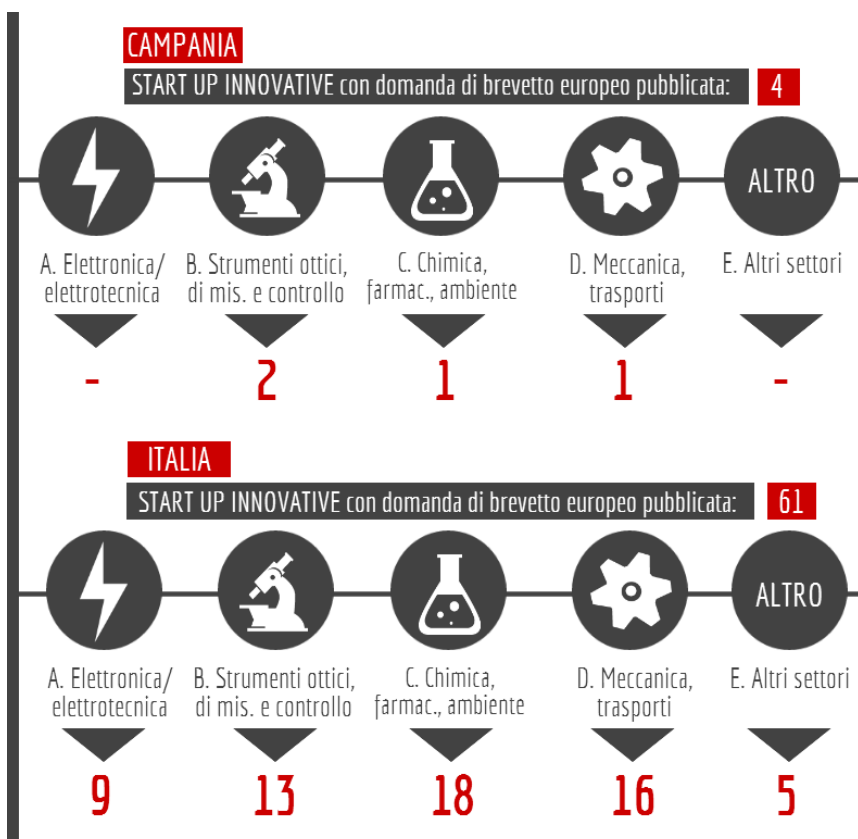 CAMPANIA
START UP INNOVATIVE con domanda di brevetto europeo pubblicata: 4
ALTRO
A. Elettronica/
elettrotecnica
B. Strumenti ottici,
di mis. e controllo
C. Chimica,
farmac., ambiente
D. Meccanica,
trasporti
E. Altri settori
- 2 1 1 -
ITALIA
START UP INNOVATIVE con domanda di brevetto europeo pubblicata: 61
ALTRO
A. Elettronica/
elettrotecnica
B. Strumenti ottici,
di mis. e controllo
C. Chimica,
farmac., ambiente
D. Meccanica,
trasporti
E. Altri settori
9 13 18 16 5